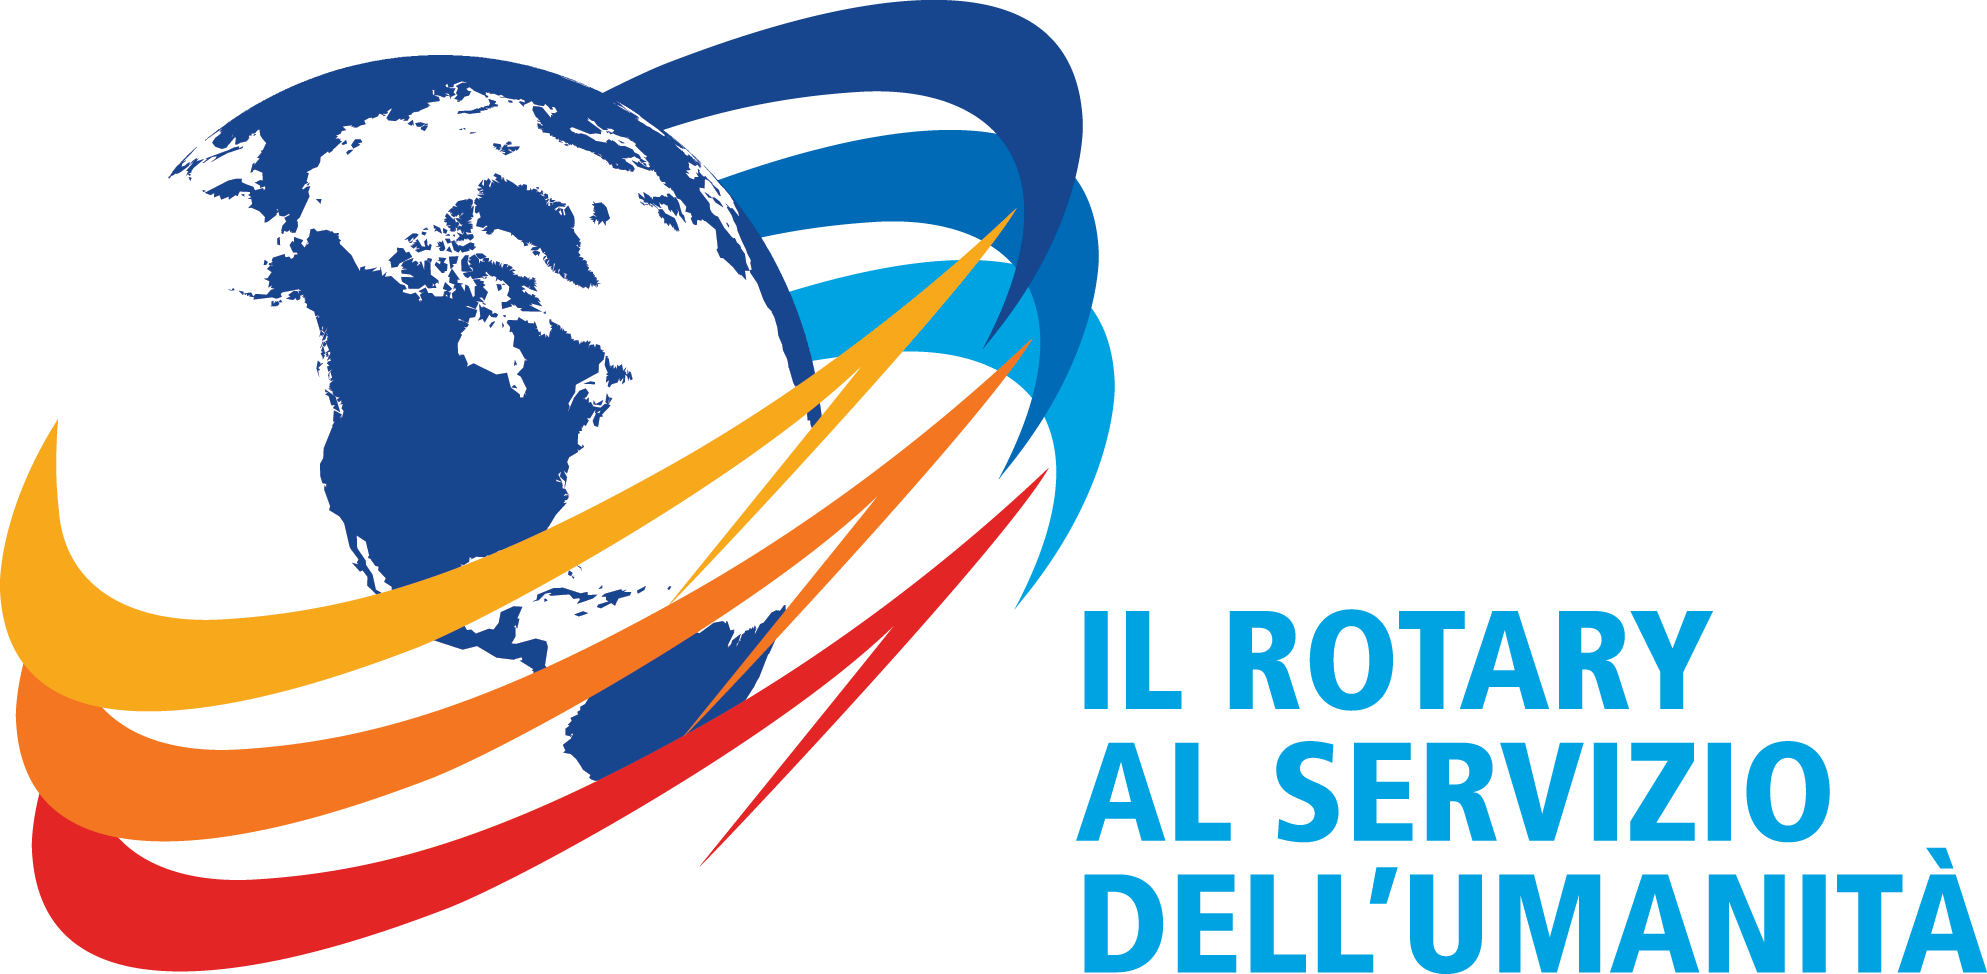 IL ROTARY
AL SERVIZIO
DELL’UMANITÀ